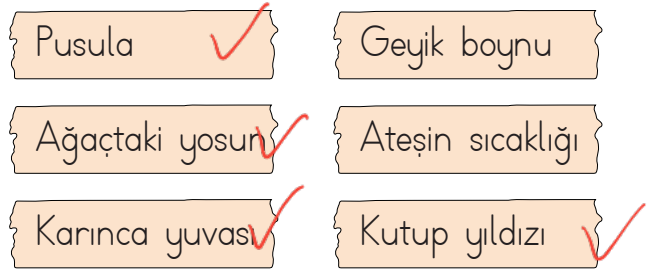 Pusula
Geyik boynu
Ağaçtaki yosun
Ateşin sıcaklığı
Karınca yuvası
Kutup yıldızı